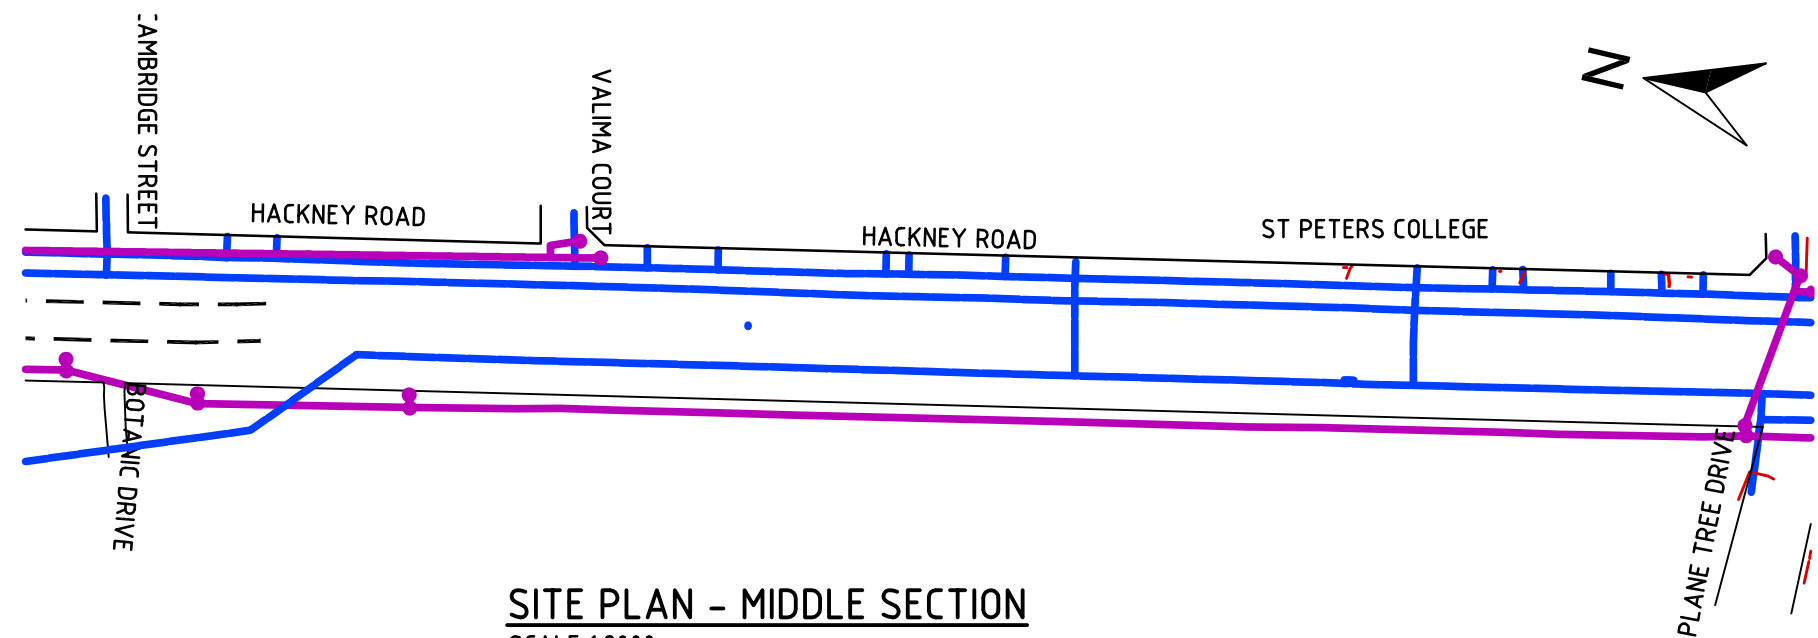 AMBRIDGE STREET
VALIMA COURT
N
HACKNEY ROAD
HACKNEY ROAD
ST PETERS COLLEGE
BOTANIC DRIVE
PLANE TREE DRIVE
SITE PLAN - MIDDLE SECTION